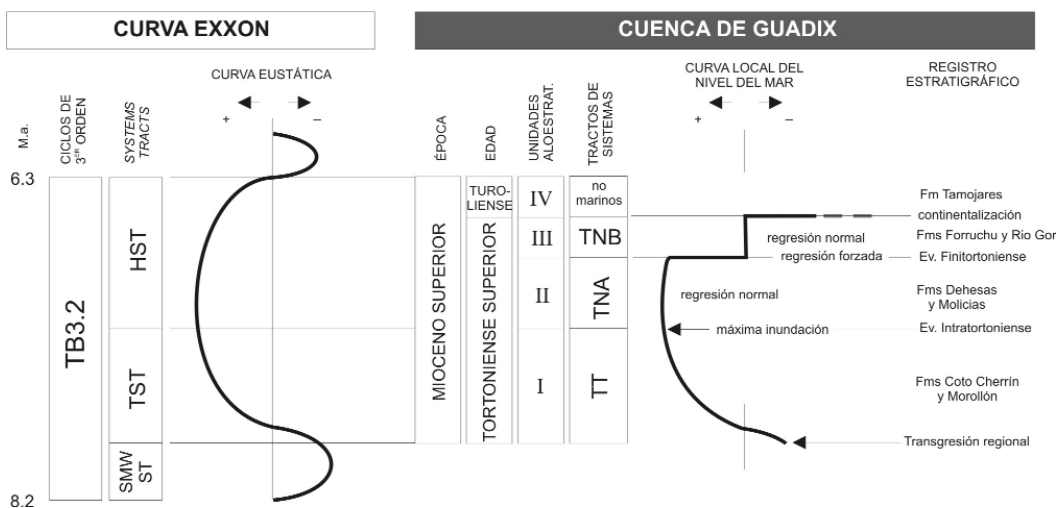 CURVA EXXON
CUENCA DE GUADIX
M.a.
CICLOS DE
3ER ORDEN
SYSTEMS
TRACTS
CURVA EUSTÁTICA
+
–
ÉPOCA
EDAD
UNIDADES
ALOESTRAT.
TRACTOS DE
SISTEMAS
CURVA LOCAL DEL
NIVEL DEL MAR
+
–
REGISTRO
ESTRATIGRÁFICO
6.3
8.2
TB3.2
HST
TST
SMW
ST
MIOCENO SUPERIOR
TURO-
LIENSE
TORTONIENSE SUPERIOR
IV
III
II
I
no
marinos
TNB
TNA
TT
Fm Tamojares
continentalización
regresión normal
Fms Forruchu y Rio Gor
regresión forzada
Ev. Finitortoniense
regresión normal
Fms Dehesas
y Molicias
máxima inundación
Ev. Intratortoniense
Fms Coto Cherrín
y Morollón
Transgresión regional